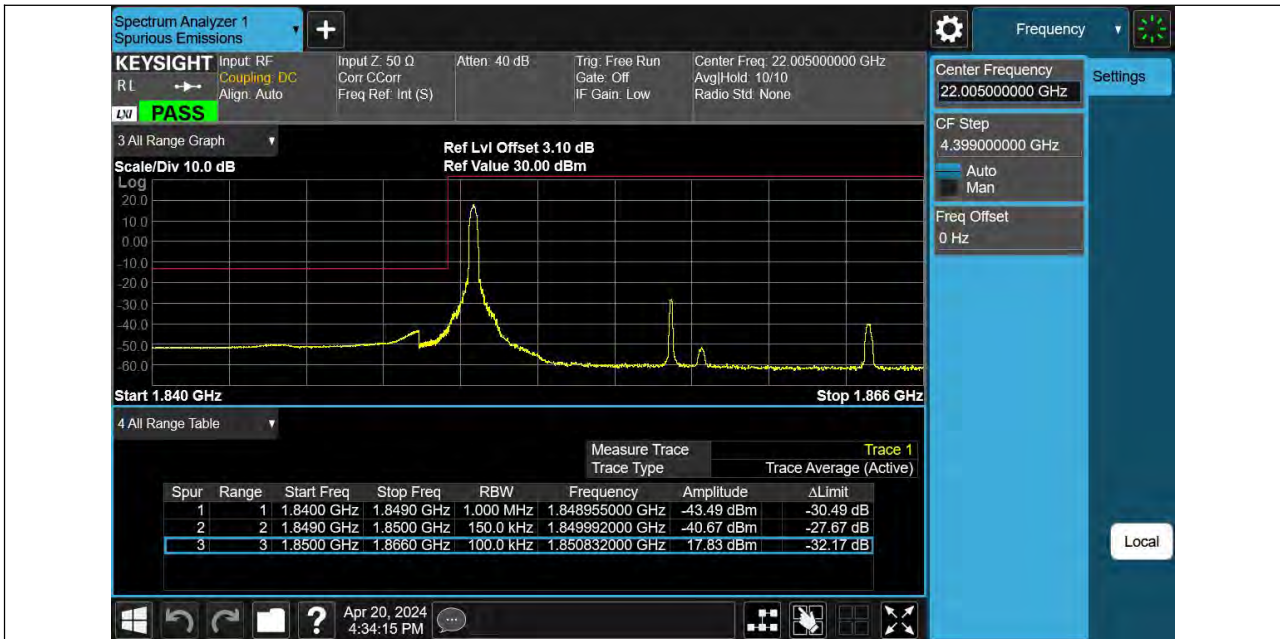 Spectrum Analyzer 1
Spurious Emissions
Frequency
KEYSIGHT
RL
LXI
PASS
Input: RF
Coupling: DC
Align: Auto
Input Z: 50 Ω
Corr CCorr
Freq Ref: Int (S)
Atten: 40 dB
Trig: Free Run
Gate: Off
IF Gain: Low
Center Freq: 22.005000000 GHz
Avg|Hold: 10/10
Radio Std: None
Center Frequency
22.005000000 GHz
Settings
CF Step
4.399000000 GHz
Auto
Man
Freq Offset
0 Hz
3 All Range Graph
Scale/Div 10.0 dB
Ref Lvl Offset 3.10 dB
Ref Value 30.00 dBm
Log
20.0
10.0
0.00
-10.0
-20.0
-30.0
-40.0
-50.0
-60.0
Start 1.840 GHz
Stop 1.866 GHz
4 All Range Table
Measure Trace Trace 1
Trace Type Trace Average (Active)
Spur Range Start Freq Stop Freq RBW Frequency Amplitude ΔLimit
1 1 1.8400 GHz 1.8490 GHz 1.000 MHz 1.848955000 GHz -43.49 dBm -30.49 dB
2 2 1.8490 GHz 1.8500 GHz 150.0 kHz 1.849992000 GHz -40.67 dBm -27.67 dB
3 3 1.8500 GHz 1.8660 GHz 100.0 kHz 1.850832000 GHz 17.83 dBm -32.17 dB
Local
?
Apr 20, 2024
4:34:15 PM